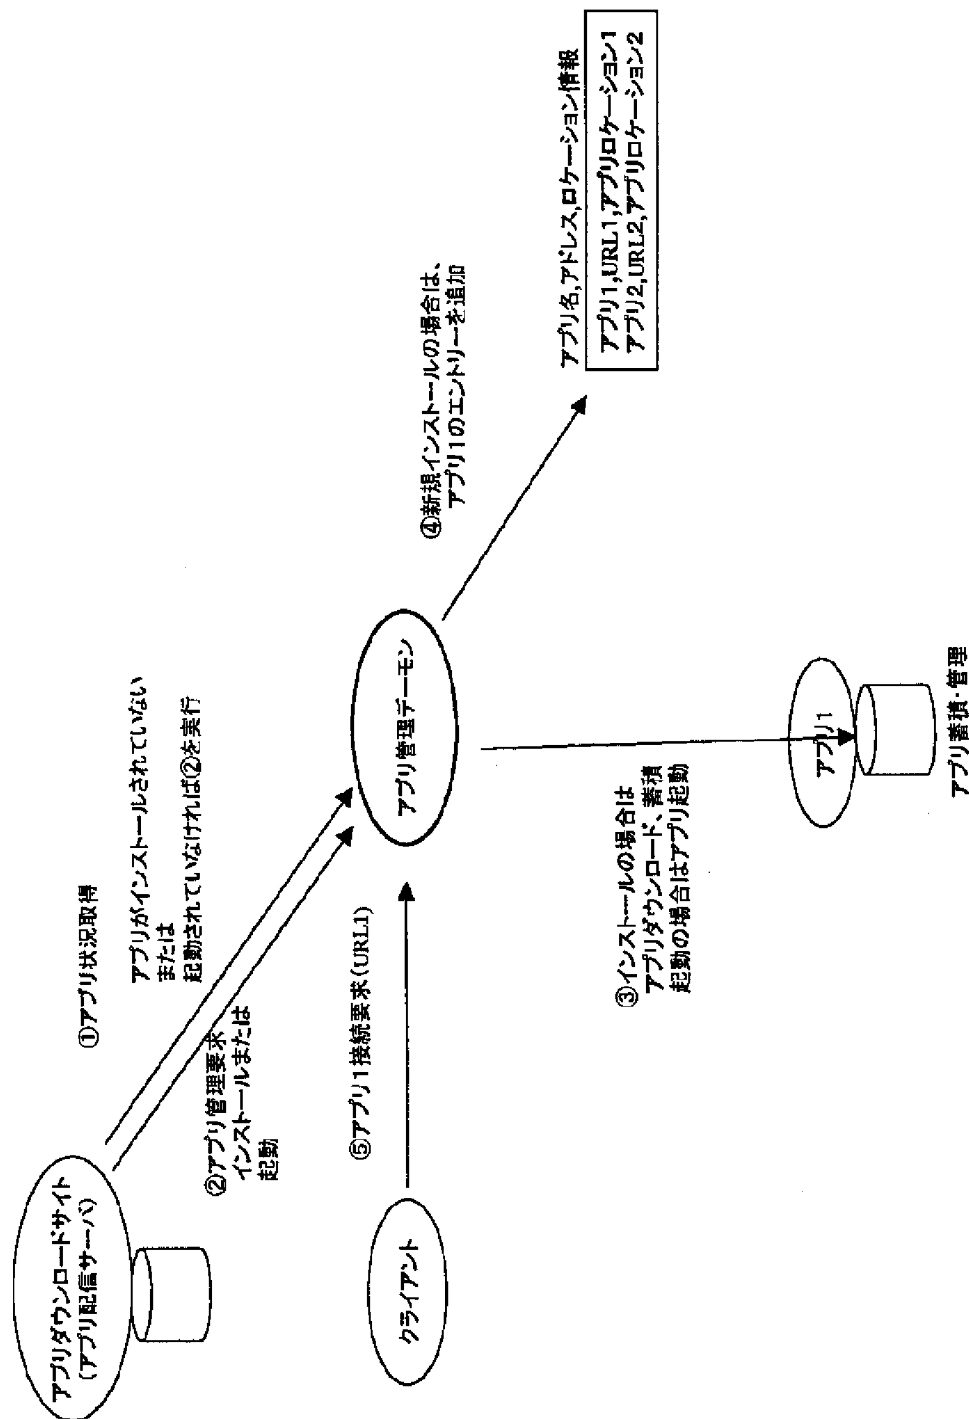 ①アプリ状況取得
アプリがインストールされていない
または
起動されていなければ②を実行
アプリダウンロードサイト
(アプリ配信サーバ)
②アプリ管理要求
インストールまたは
起動
④新規インストールの場合は、
アプリ1のエントリーを追加
⑤アプリ1接続要求(URL1)
クライアント
アプリ管理デーモン
アプリ名,アドレス,ロケーション情報
アプリ1,URL1,アプリロケーション1
アプリ2,URL2,アプリロケーション2
③インストールの場合は
アプリダウンロード、蓄積
起動の場合はアプリ起動
アプリ1
アプリ蓄積・管理